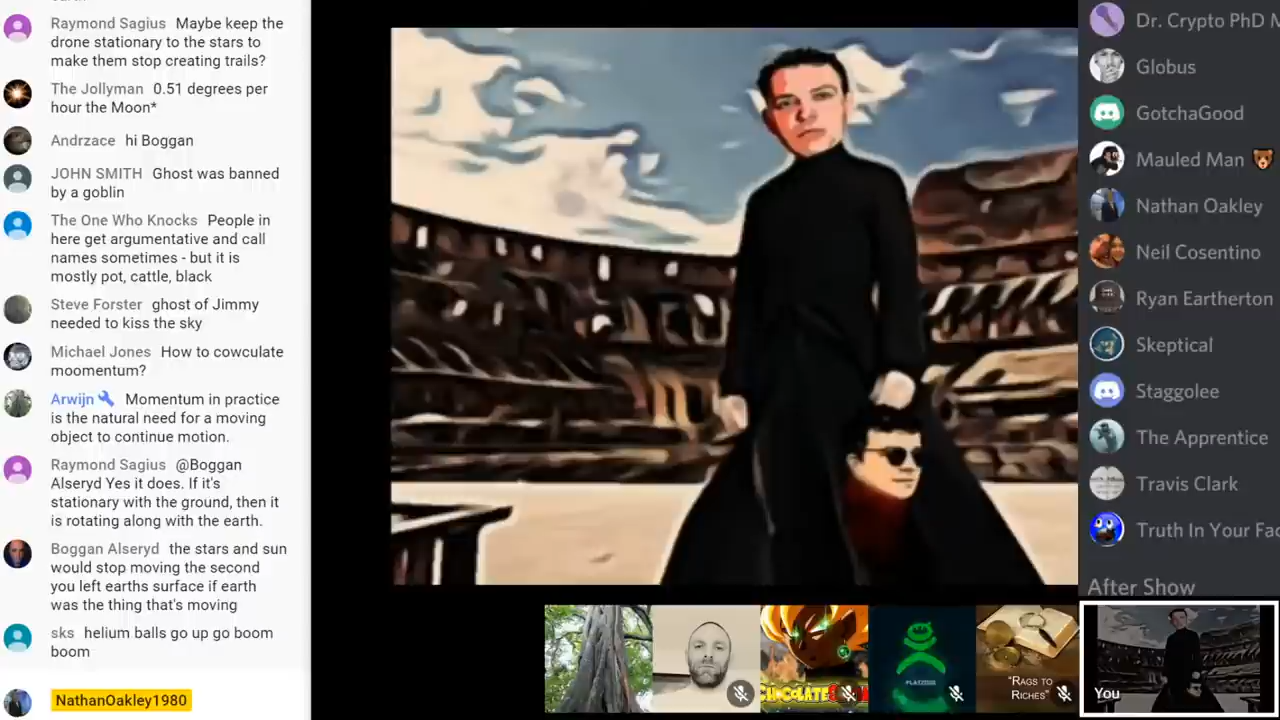 Raymond Sagius Maybe keep the
drone stationary to the stars to
make them stop creating trails?
The Jollyman 0.51 degrees per
hour the Moon*
Andrzace hi Boggan
JOHN SMITH Ghost was banned
by a goblin
The One Who Knocks People in
here get argumentative and call
names sometimes - but it is
mostly pot, cattle, black
Steve Forster ghost of Jimmy
needed to kiss the sky
Michael Jones How to cowculate
moomentum?
Arwijn Momentum in practice
is the natural need for a moving
object to continue motion.
Raymond Sagius @Boggan
Alseryd Yes it does. If it's
stationary with the ground, then it
is rotating along with the earth.
Boggan Alseryd the stars and sun
would stop moving the second
you left earths surface if earth
was the thing that's moving
sks helium balls go up go boom
boom
NathanOakley1980
Dr. Crypto PhD
Globus
GotchaGood
Mauled Man
Nathan Oakley
Neil Cosentino
Ryan Eartherton
Skeptical
Staggolee
The Apprentice
Travis Clark
Truth In Your Fac
After Show
"RAGS TO
RICHES"
You